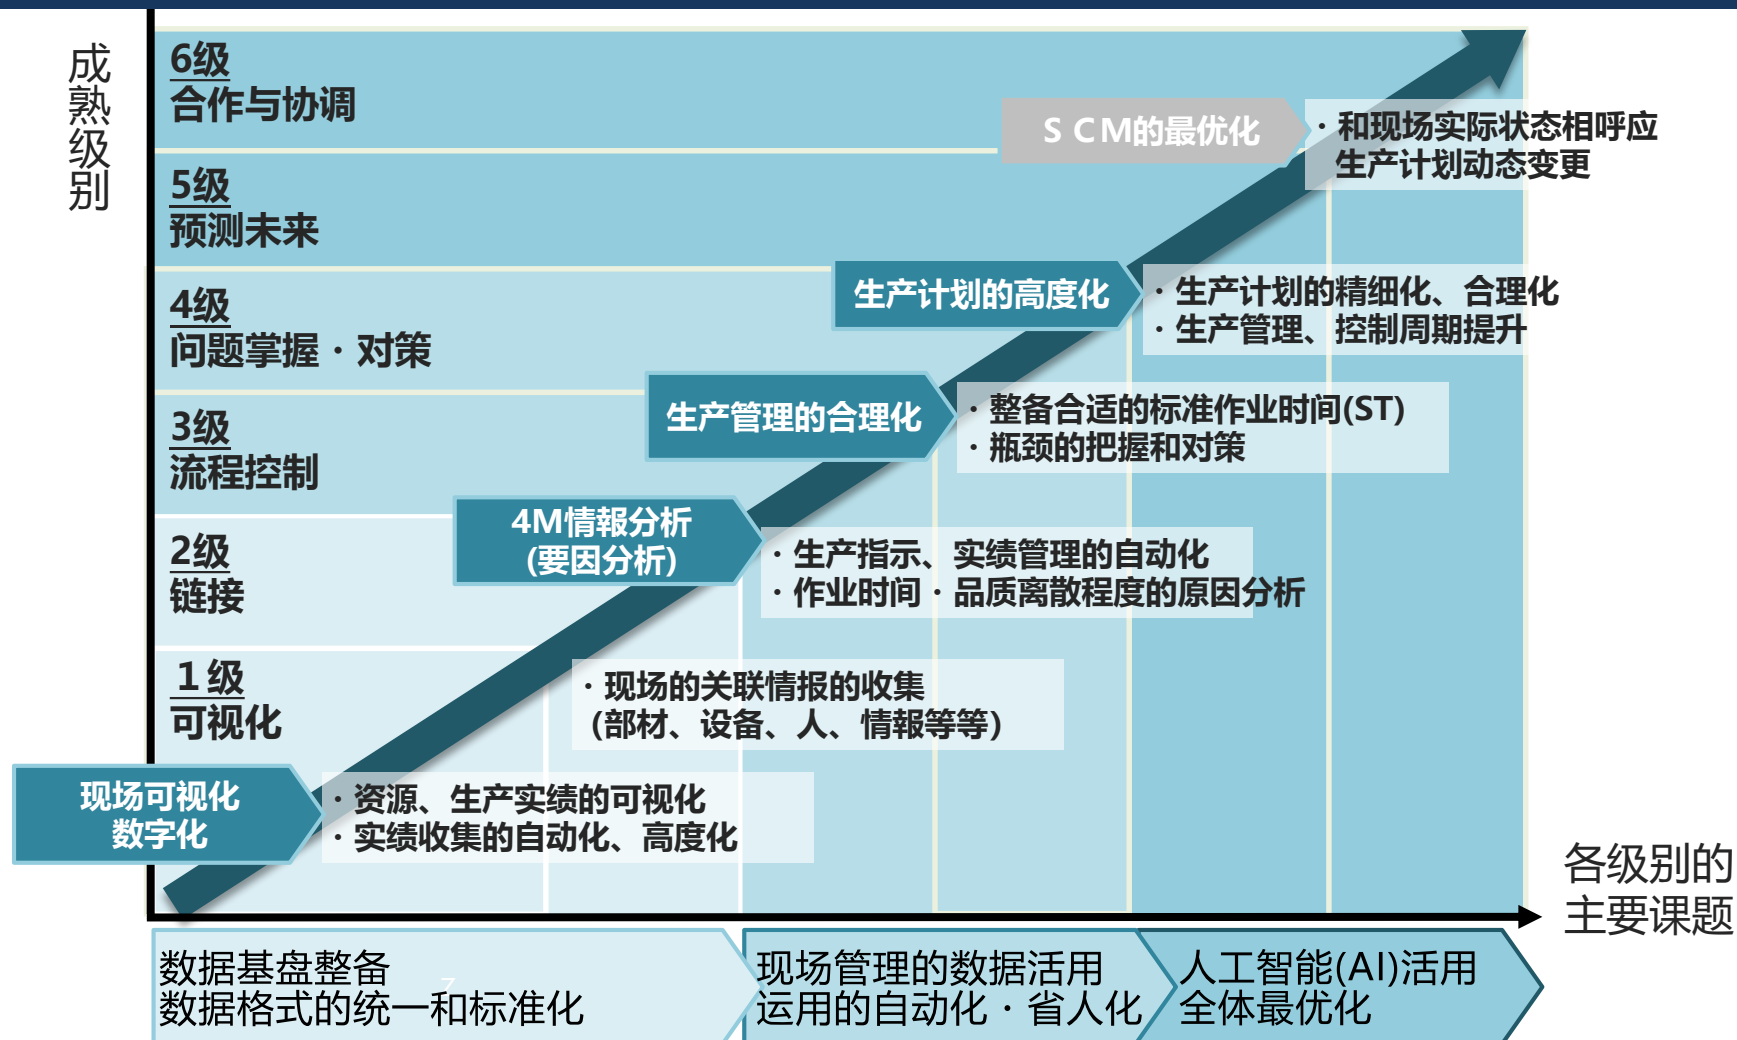 成熟级别
6级
合作与协调
ＳＣＭ的最优化
・和现场实际状态相呼应
生产计划动态变更
5级
预测未来
生产计划的高度化
・生产计划的精细化、合理化
・生产管理、控制周期提升
4级
问题掌握・对策
生产管理的合理化
・整备合适的标准作业时间(ST)
・瓶颈的把握和对策
3级
流程控制
4M情報分析
(要因分析)
・生产指示、实绩管理的自动化
・作业时间・品质离散程度的原因分析
2级
链接
１级
可视化
・现场的关联情报的收集
（部材、设备、人、情報等等）
现场可视化
数字化
・资源、生产实绩的可视化
・实绩收集的自动化、高度化
各级别的
主要课题
数据基盘整备
数据格式的统一和标准化
7
现场管理的数据活用
运用的自动化・省人化
人工智能(AI)活用
全体最优化